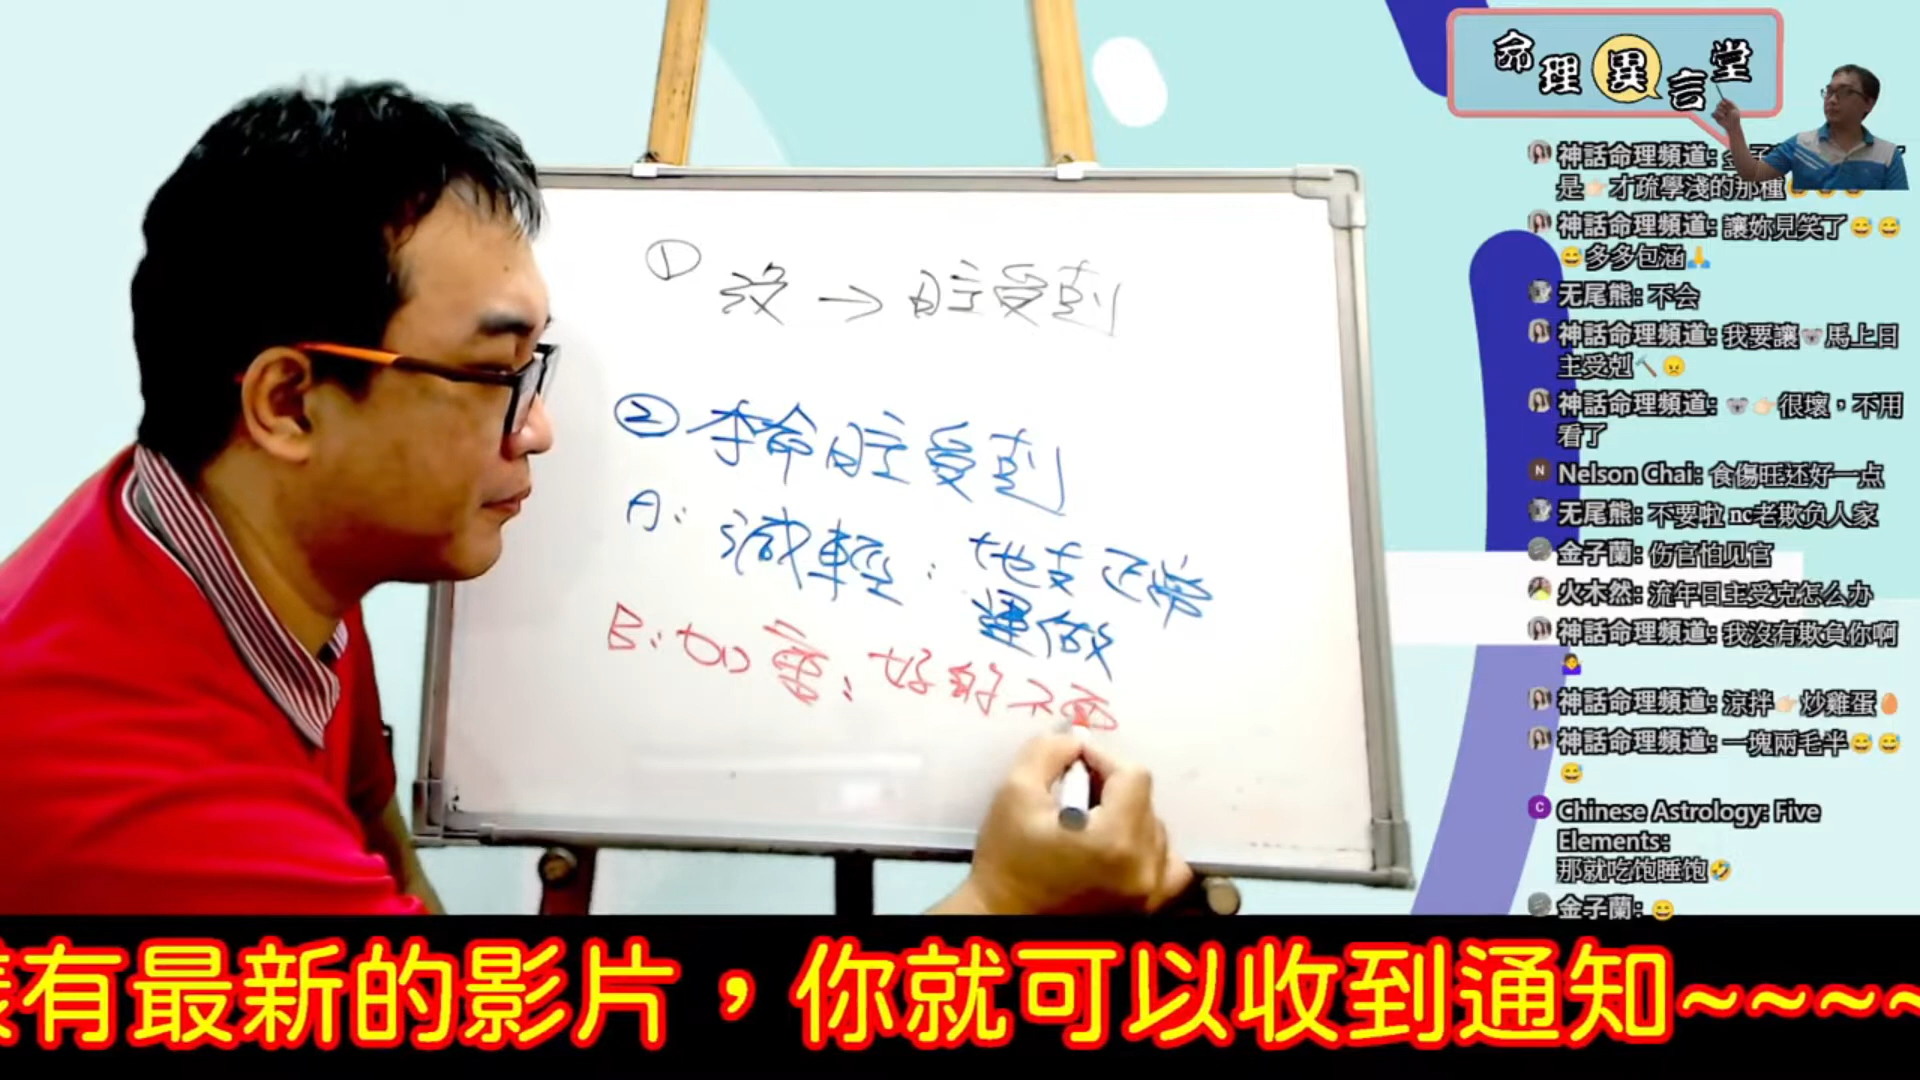 命理異言堂
① 沒 → 日主受剋
② 本命日主受剋
A: 減輕: 地支正常
運做
B: 加重: 好的不要
神話命理頻道:
是👉🏻才疏學淺的那種😅😅😅
神話命理頻道: 讓妳見笑了😅😅
😅多多包涵🙏
无尾熊: 不会
神話命理頻道: 我要讓🐨馬上日
主受剋🔨😠
神話命理頻道: 🐨👉🏻很壞,不用
看了
N
Nelson Chai: 食傷旺还好一点
无尾熊: 不要啦 nc老欺负人家
金子蘭: 伤官怕见官
火木然: 流年日主受克怎么办
神話命理頻道: 我沒有欺負你啊
🤷‍♀️
神話命理頻道: 涼拌👉🏻炒雞蛋🥚
神話命理頻道: 一塊兩毛半😅😅
😅
C
Chinese Astrology: Five
Elements:
那就吃饱睡饱🤣
金子蘭: 😄
有最新的影片,你就可以收到通知~~~~